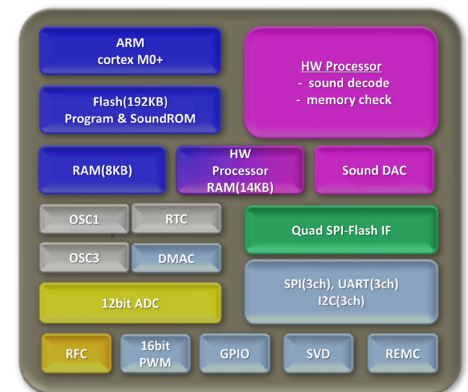 ARM
cortex M0+
HW Processor
- sound decode
- memory check
Flash(192KB)
Program & SoundROM
RAM(8KB)
HW
Processor
RAM(14KB)
Sound DAC
OSC1
RTC
Quad SPI-Flash IF
OSC3
DMAC
SPI(3ch), UART(3ch)
I2C(3ch)
12bit ADC
RFC
16bit
PWM
GPIO
SVD
REMC